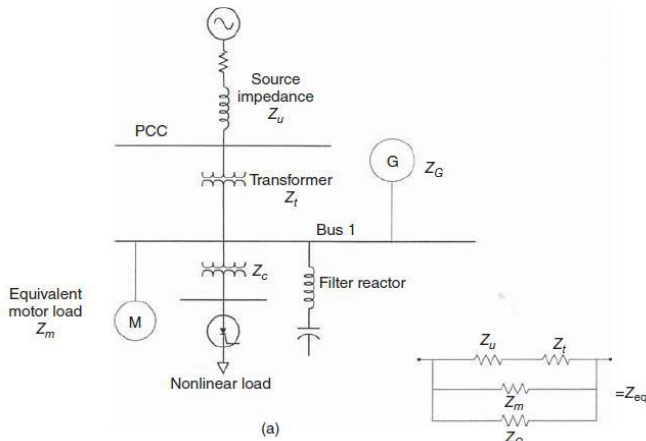 Source
impedance
Z_u
PCC
Transformer
Z_t
G
Z_G
Bus 1
Z_c
Filter reactor
Equivalent
motor load
Z_m
M
Nonlinear load
(a)
Z_u
Z_t
Z_m
=Z_eq